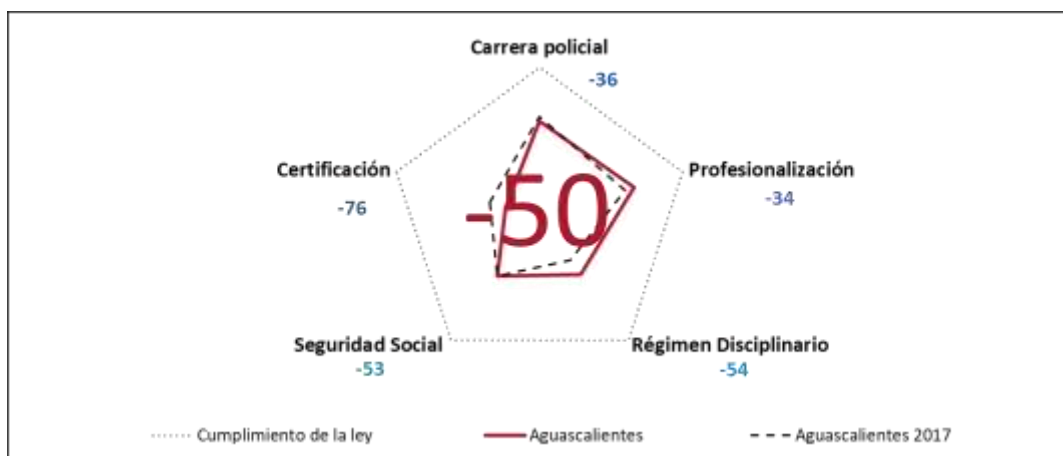 Carrera policial
-36
Certificación
-76
Profesionalización
-34
-50
Seguridad Social
-53
Régimen Disciplinario
-54
Cumplimiento de la ley
Aguascalientes
Aguascalientes 2017